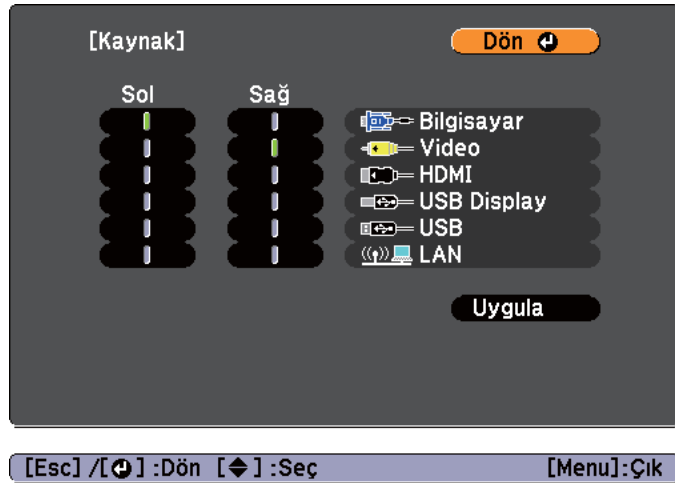 [Kaynak] Dön
Sol Sağ
Bilgisayar
Video
HDMI
USB Display
USB
LAN
Uygula
[Esc] /[ ] :Dön [ ] :Seç [Menu]:Çık